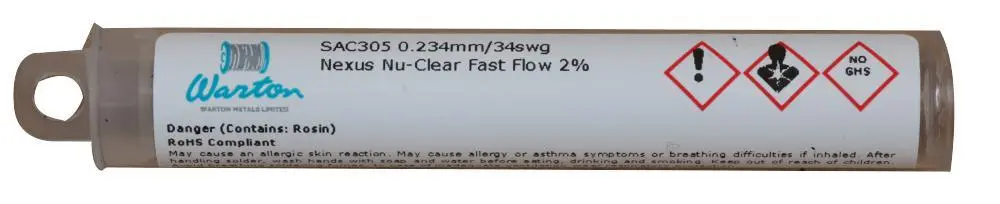 SAC305 0.234mm/34swg
Nexus Nu-Clear Fast Flow 2%
NO
GHS
Warton
WARTON METALS LIMITED
Danger (Contains: Rosin)
RoHS Compliant
May cause an allergic skin reaction. May cause allergy or asthma symptoms or breathing difficulties if inhaled. After
handling solder, wash hands with soap and water before eating, drinking and smoking. Keep out of reach of children.